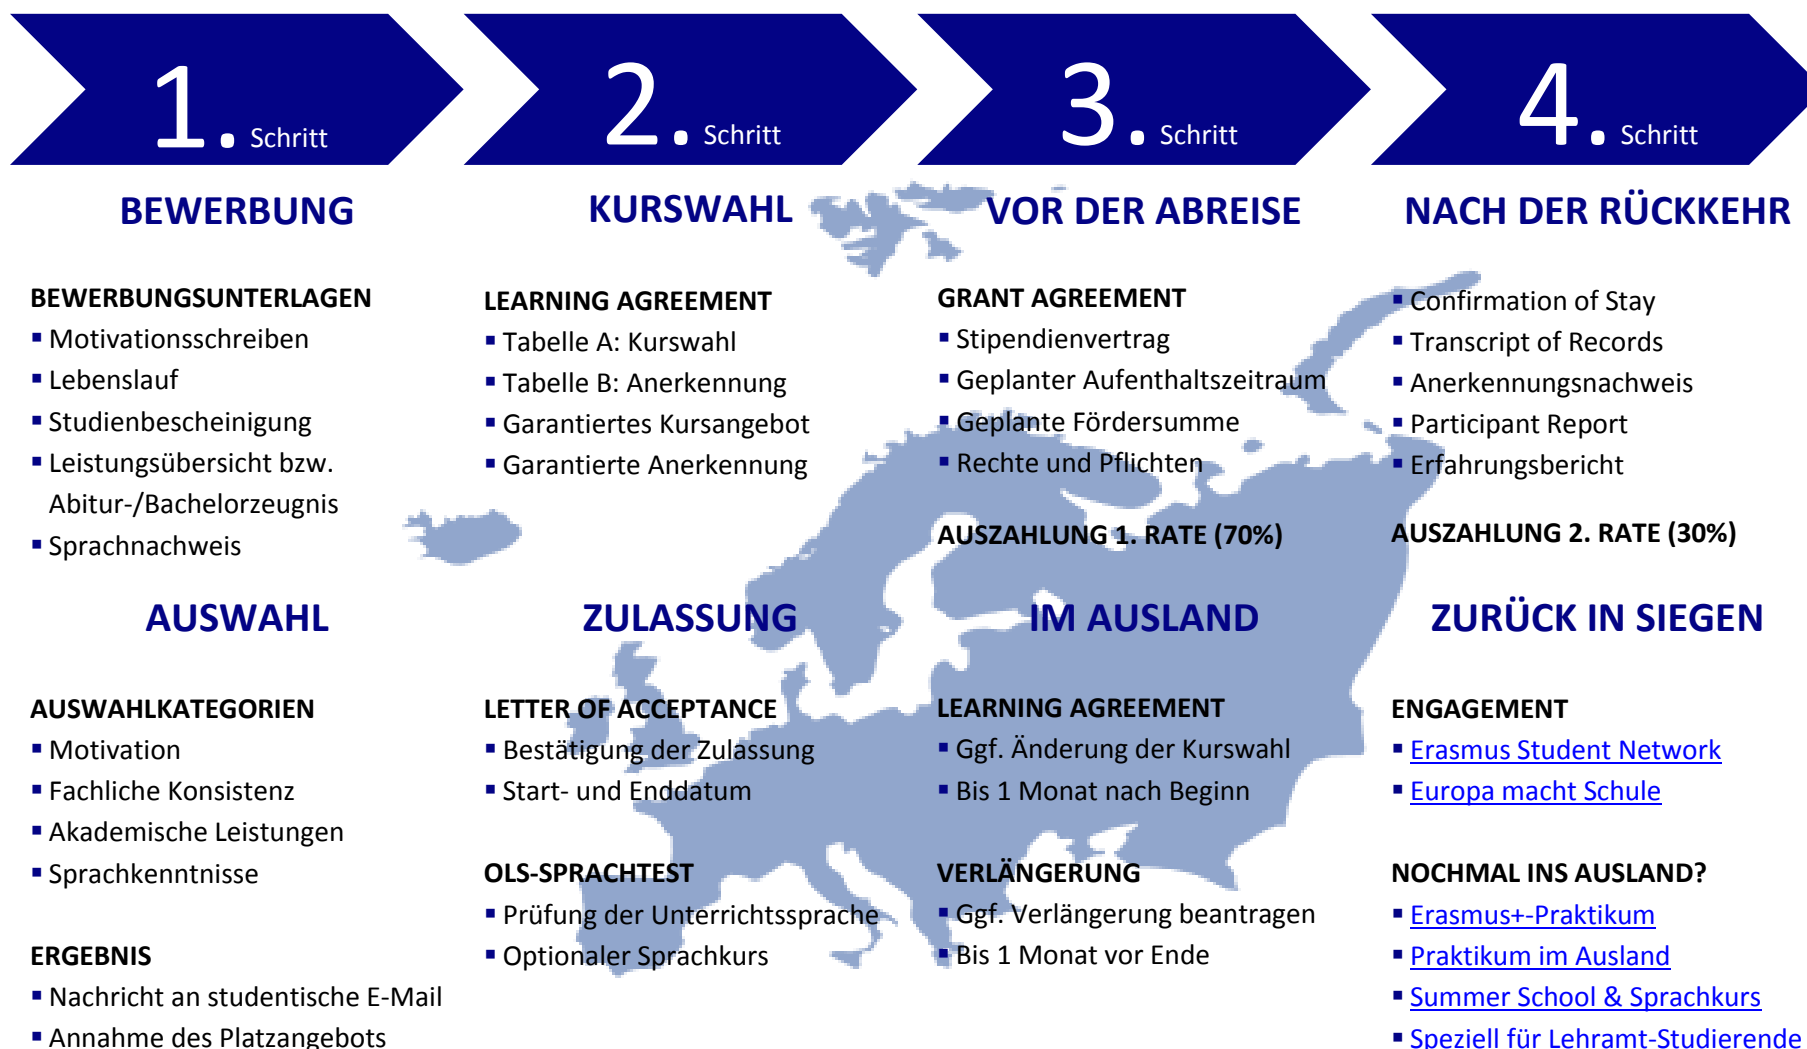 1. Schritt
BEWERBUNG
BEWERBUNGSUNTERLAGEN
▪ Motivationsschreiben
▪ Lebenslauf
▪ Studienbescheinigung
▪ Leistungsübersicht bzw.
Abitur-/Bachelorzeugnis
▪ Sprachnachweis
AUSWAHL
AUSWAHLKATEGORIEN
▪ Motivation
▪ Fachliche Konsistenz
▪ Akademische Leistungen
▪ Sprachkenntnisse
ERGEBNIS
▪ Nachricht an studentische E-Mail
▪ Annahme des Platzangebots
2. Schritt
KURSWAHL
LEARNING AGREEMENT
▪ Tabelle A: Kurswahl
▪ Tabelle B: Anerkennung
▪ Garantiertes Kursangebot
▪ Garantierte Anerkennung
ZULASSUNG
LETTER OF ACCEPTANCE
▪ Bestätigung der Zulassung
▪ Start- und Enddatum
OLS-SPRACHTEST
▪ Prüfung der Unterrichtssprache
▪ Optionaler Sprachkurs
3. Schritt
VOR DER ABREISE
GRANT AGREEMENT
▪ Stipendienvertrag
▪ Geplanter Aufenthaltszeitraum
▪ Geplante Fördersumme
▪ Rechte und Pflichten
AUSZAHLUNG 1. RATE (70%)
IM AUSLAND
LEARNING AGREEMENT
▪ Ggf. Änderung der Kurswahl
▪ Bis 1 Monat nach Beginn
VERLÄNGERUNG
▪ Ggf. Verlängerung beantragen
▪ Bis 1 Monat vor Ende
4. Schritt
NACH DER RÜCKKEHR
▪ Confirmation of Stay
▪ Transcript of Records
▪ Anerkennungsnachweis
▪ Participant Report
▪ Erfahrungsbericht
AUSZAHLUNG 2. RATE (30%)
ZURÜCK IN SIEGEN
ENGAGEMENT
▪ Erasmus Student Network
▪ Europa macht Schule
NOCHMAL INS AUSLAND?
▪ Erasmus+-Praktikum
▪ Praktikum im Ausland
▪ Summer School & Sprachkurs
▪ Speziell für Lehramt-Studierende